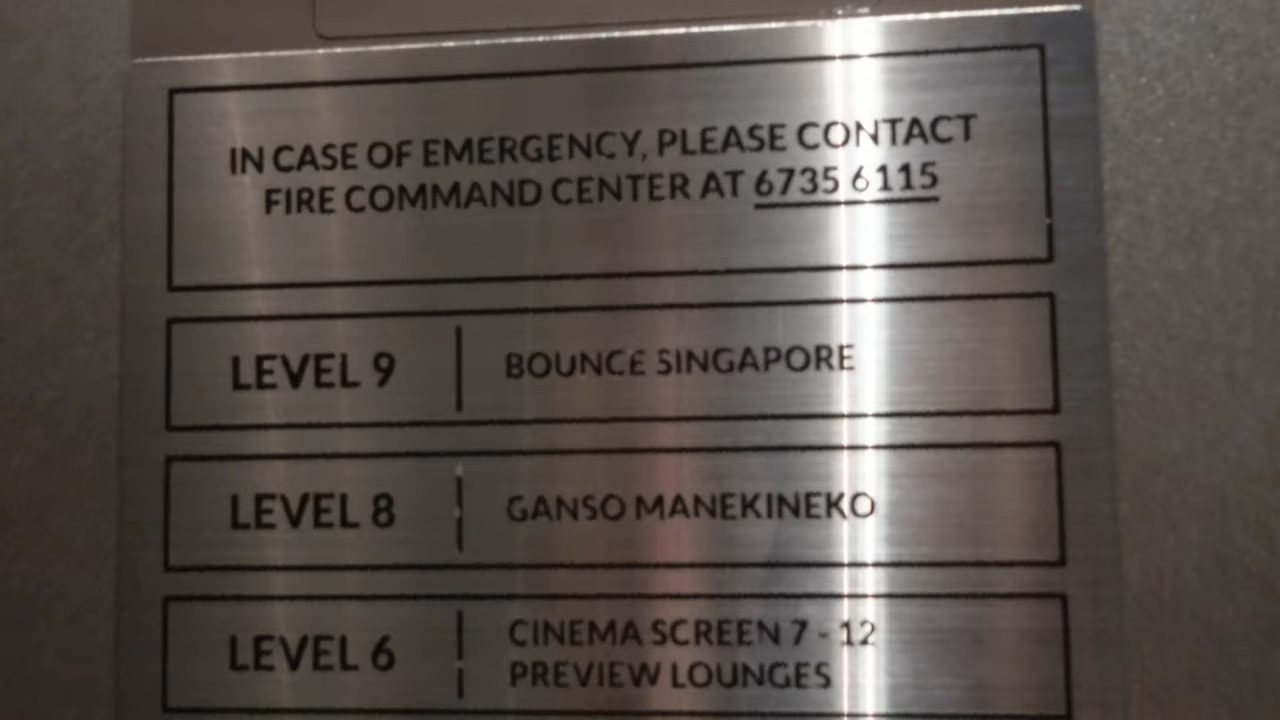 IN CASE OF EMERGENCY, PLEASE CONTACT
FIRE COMMAND CENTER AT 6735 6115
LEVEL 9
BOUNCE SINGAPORE
LEVEL 8
GANSO MANEKINEKO
LEVEL 6
CINEMA SCREEN 7 - 12
PREVIEW LOUNGES